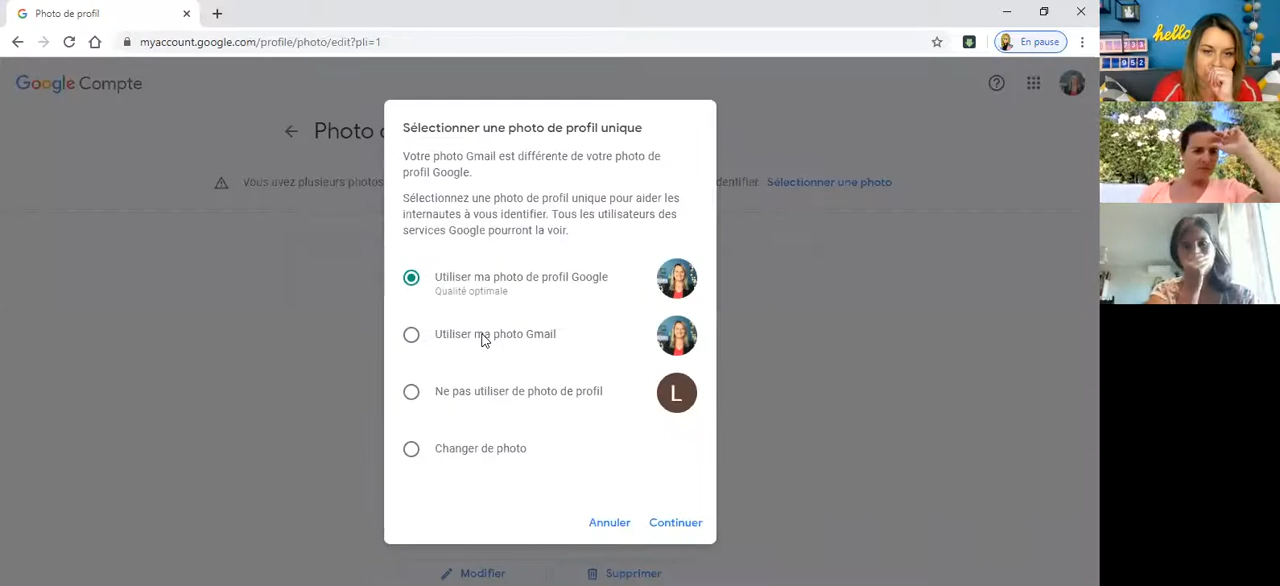 Photo de profil
myaccount.google.com/profile/photo/edit?pli=1
En pause
Google Compte
Photo d
Vous avez plusieurs photos
identifier. Sélectionner une photo
Sélectionner une photo de profil unique
Votre photo Gmail est différente de votre photo de
profil Google.
Sélectionnez une photo de profil unique pour aider les
internautes à vous identifier. Tous les utilisateurs des
services Google pourront la voir.
Utiliser ma photo de profil Google
Qualité optimale
Utiliser ma photo Gmail
Ne pas utiliser de photo de profil
L
Changer de photo
Annuler
Continuer
Modifier
Supprimer
hello
952